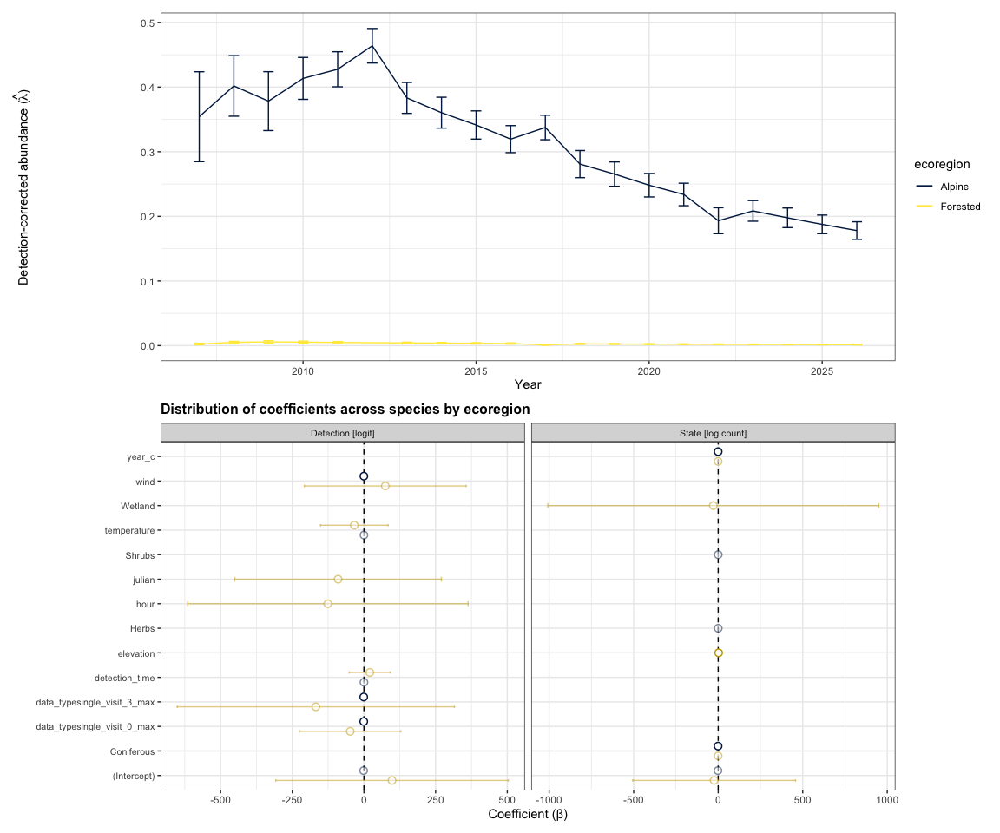 0.5
0.4
0.3
0.2
0.1
0.0
Detection-corrected abundance (λ̂)
2010 2015 2020 2025
Year
ecoregion
Alpine
Forested
Distribution of coefficients across species by ecoregion
Detection [logit] State [log count]
year_c
wind
Wetland
temperature
Shrubs
julian
hour
Herbs
elevation
detection_time
data_typesingle_visit_3_max
data_typesingle_visit_0_max
Coniferous
(Intercept)
-500 -250 0 250 500 -1000 -500 0 500 1000
Coefficient (β)